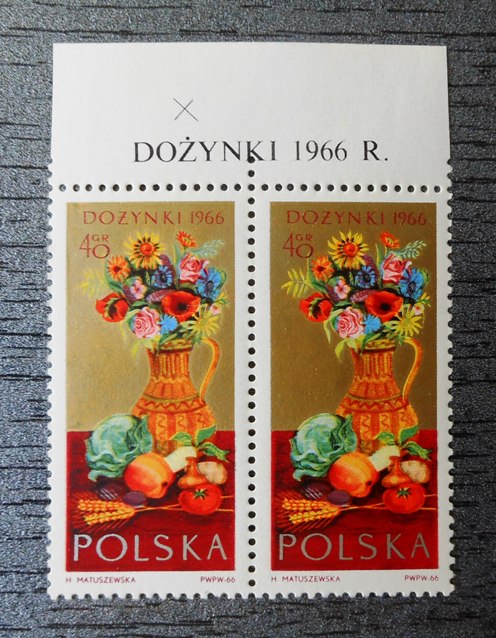 DOŻYNKI 1966 R.
DOŻYNKI 1966
40 GR
POLSKA
H. MATUSZEWSKA PWPW-66
DOŻYNKI 1966
40 GR
POLSKA
H. MATUSZEWSKA PWPW-66